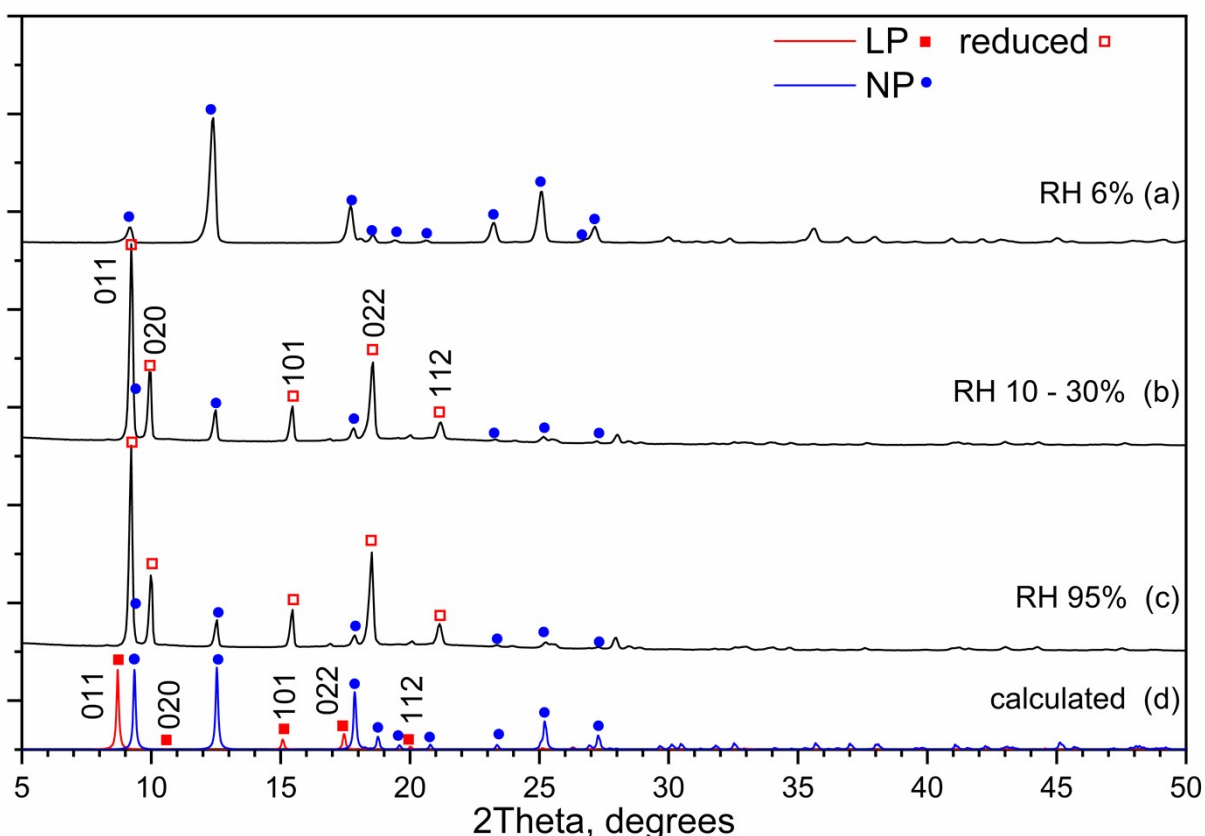 LP reduced
NP
RH 6% (a)
011
020
101
022
112
RH 10 - 30% (b)
RH 95% (c)
011
020
101
022
112
calculated (d)
5 10 15 20 25 30 35 40 45 50
2Theta, degrees